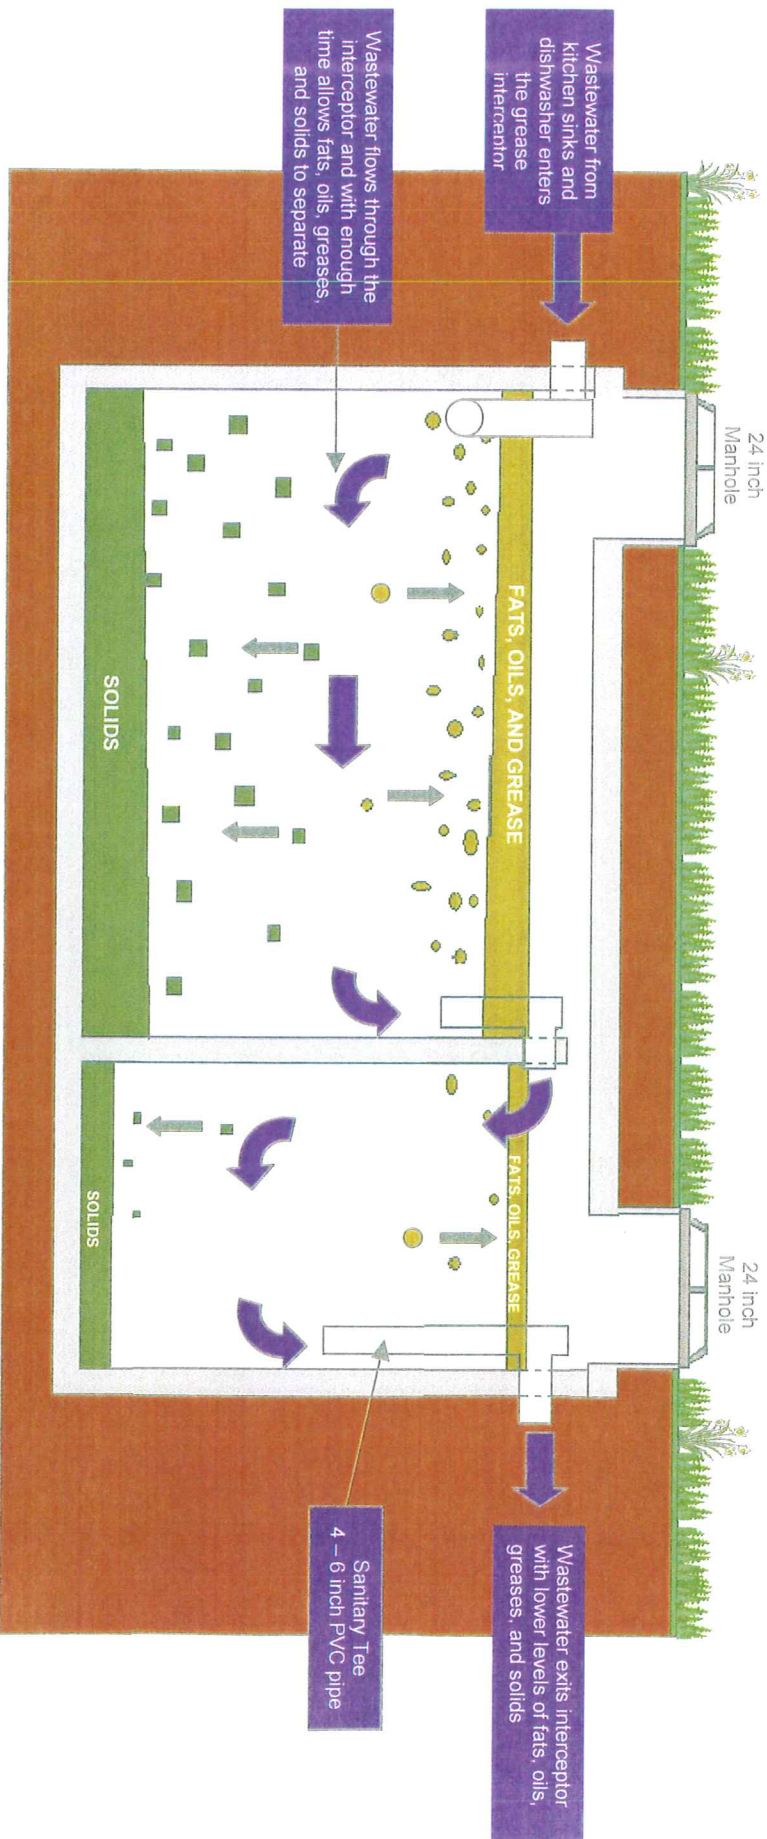 Wastewater from
kitchen sinks and
dishwasher enters
the grease
interceptor
Wastewater flows through the
interceptor and with enough
time allows fats, oils, greases,
and solids to separate
24 inch
Manhole
24 inch
Manhole
FATS, OILS, AND GREASE
SOLIDS
FATS, OILS, GREASE
SOLIDS
Wastewater exits interceptor
with lower levels of fats, oils,
greases, and solids
Sanitary Tee
4 – 6 inch PVC pipe